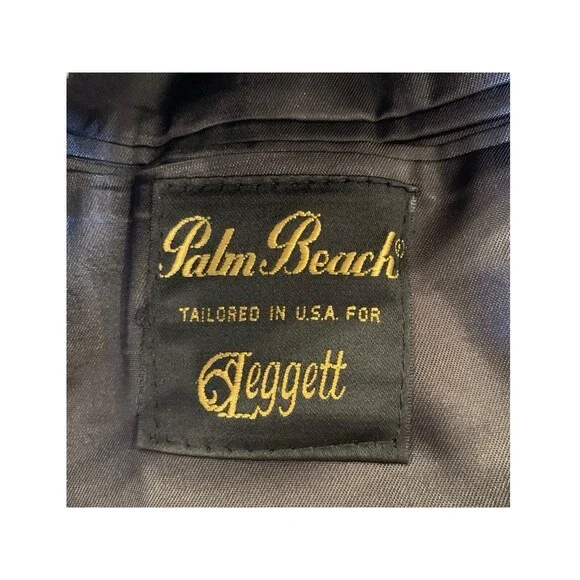 Palm Beach®
TAILORED IN U.S.A. FOR
Leggett